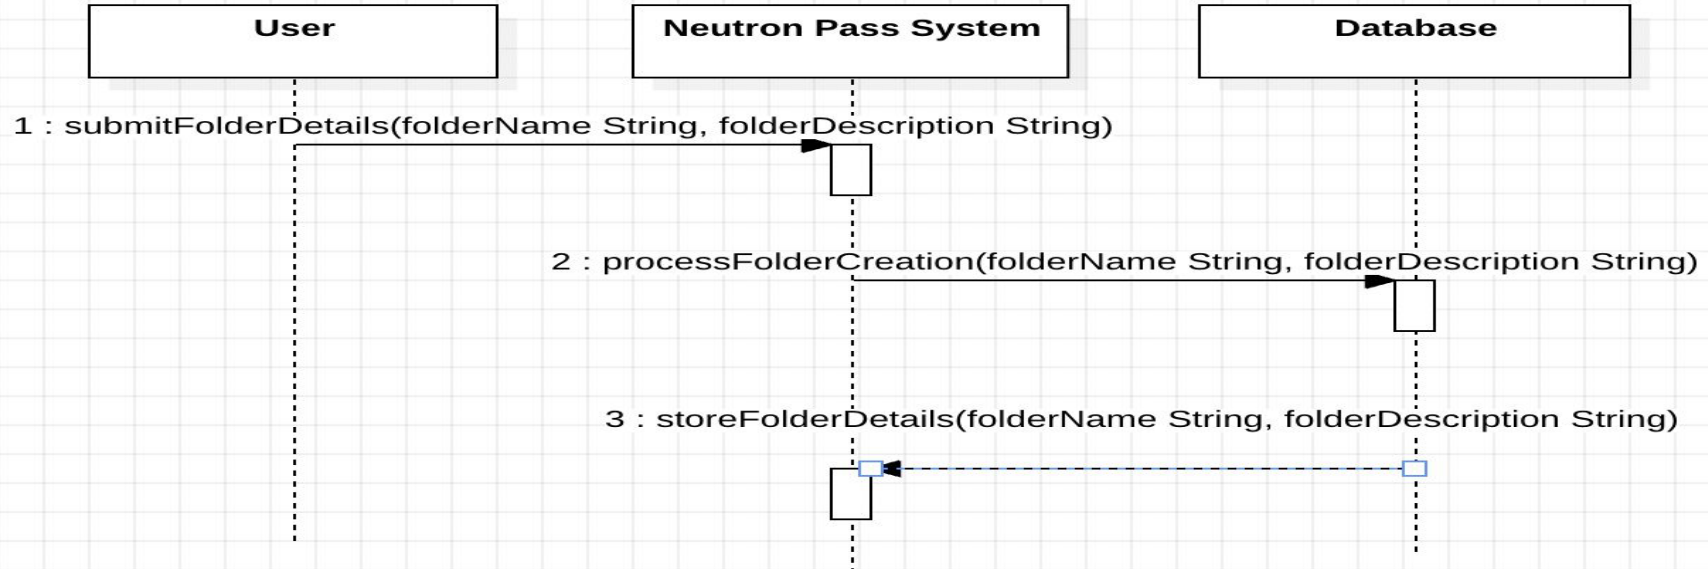 User
Neutron Pass System
Database
1 : submitFolderDetails(folderName String, folderDescription String)
2 : processFolderCreation(folderName String, folderDescription String)
3 : storeFolderDetails(folderName String, folderDescription String)